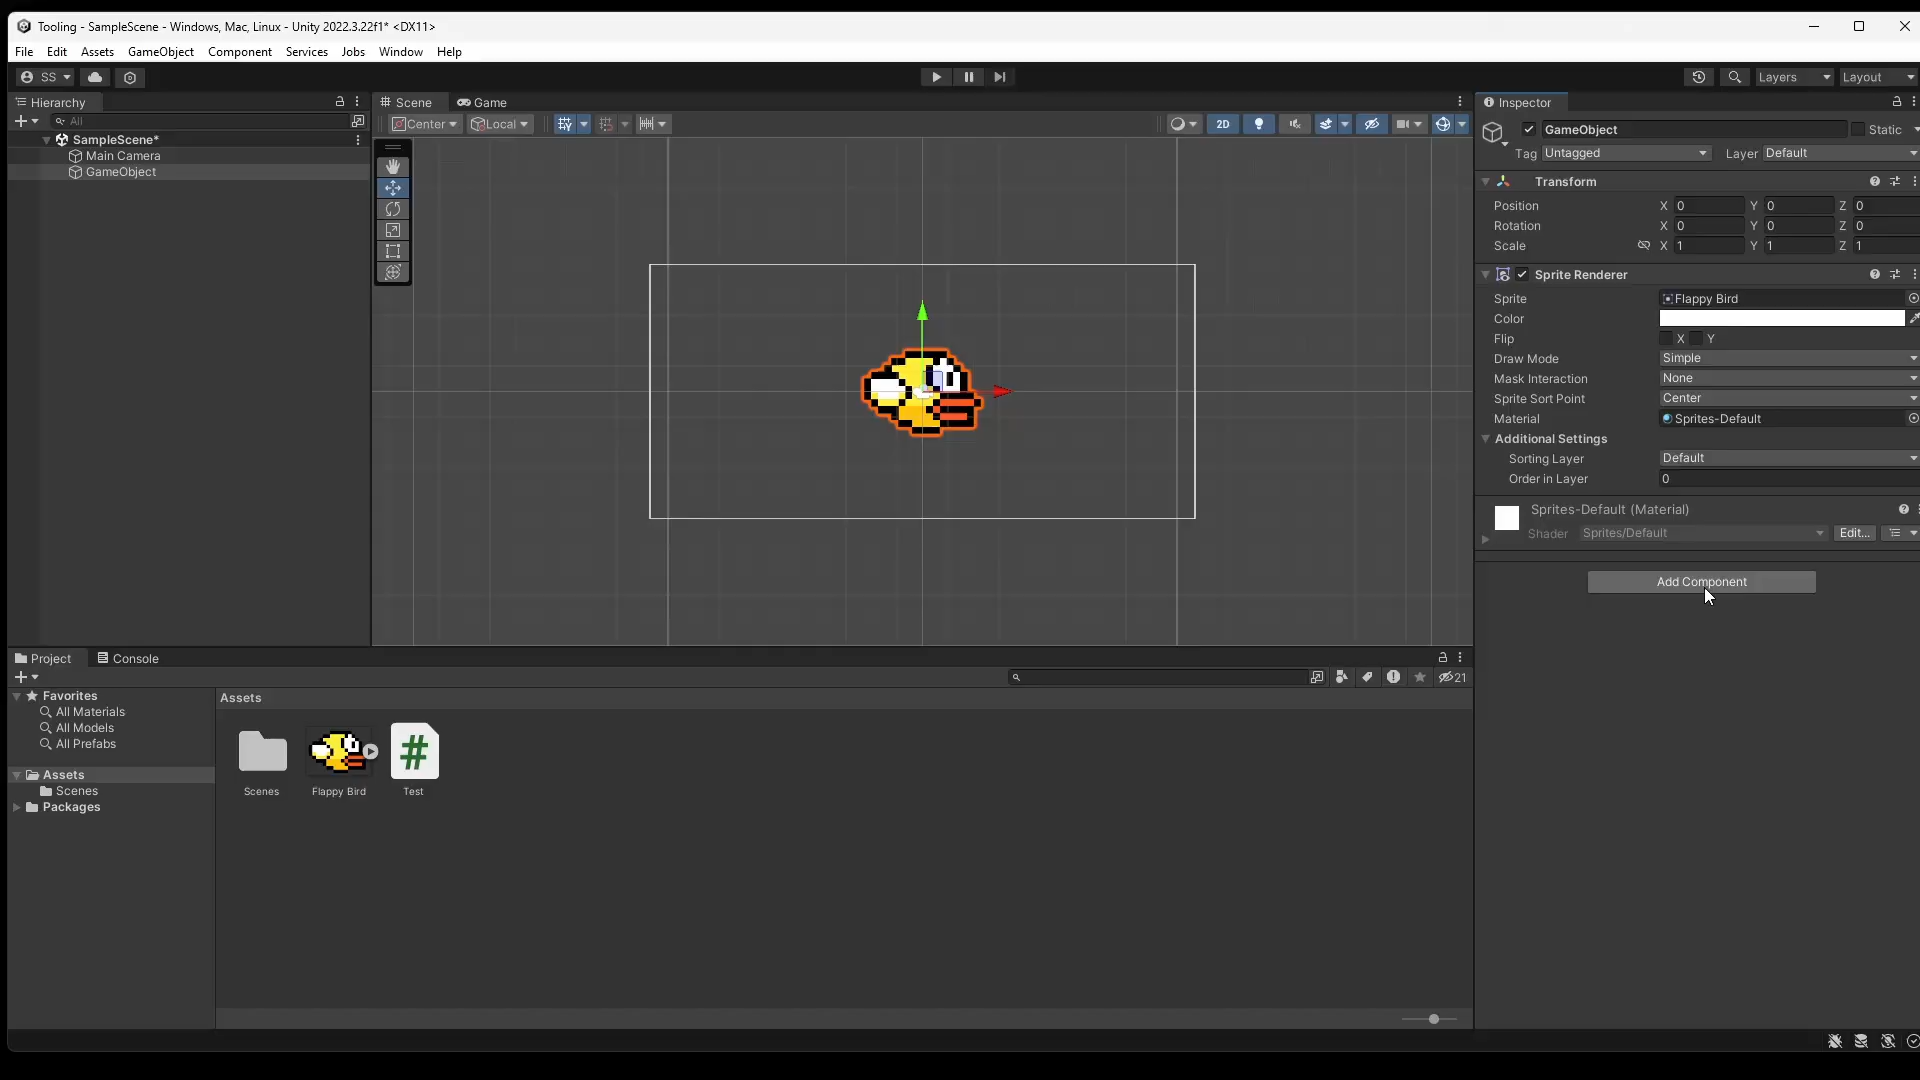 Tooling - SampleScene - Windows, Mac, Linux - Unity 2022.3.22f1* <DX11>
File Edit Assets GameObject Component Services Jobs Window Help
SS
Layers
Layout
Hierarchy
All
SampleScene*
Main Camera
GameObject
Scene
Game
Center
Local
2D
Inspector
GameObject
Static
Tag Untagged
Layer Default
Transform
Position X 0 Y 0 Z 0
Rotation X 0 Y 0 Z 0
Scale X 1 Y 1 Z 1
Sprite Renderer
Sprite Flappy Bird
Color
Flip X Y
Draw Mode Simple
Mask Interaction None
Sprite Sort Point Center
Material Sprites-Default
Additional Settings
Sorting Layer Default
Order in Layer 0
Sprites-Default (Material)
Shader Sprites/Default Edit...
Add Component
Project
Console
21
Favorites
All Materials
All Models
All Prefabs
Assets
Scenes
Packages
Assets
Scenes
Flappy Bird
#
Test